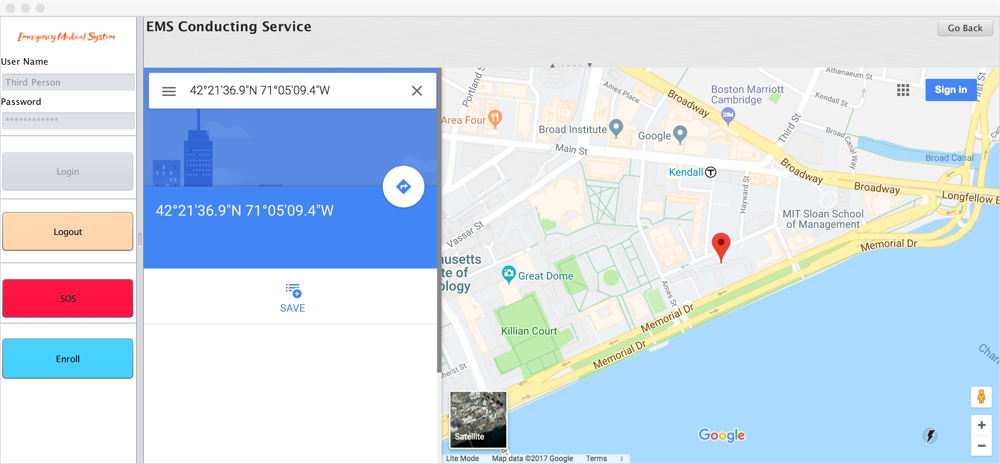 EMS Conducting Service
Go Back
Emergency Medical System
User Name
Third Person
Password
************
Login
Logout
SOS
Enroll
42°21'36.9"N 71°05'09.4"W
42°21'36.9"N 71°05'09.4"W
SAVE
Portland
Athenaeum St
Ames Place
Boston Marriott
Cambridge
Sign in
First St
Broadway
Kendall St
Area Four
Broad Institute
Google
Third St
Broad Canal Way
Main St
Broad Canal
Kendall
T
Broadway
Broadway
Hayward St
Longfellow
MIT Sloan School
of Management
Vassar St
Memorial Dr
usetts
te of
ology
Great Dome
Ames St
Memorial Dr
Killian Court
Memorial Dr
herst St
Char
Satellite
Google
Lite Mode
Map data ©2017 Google
Terms